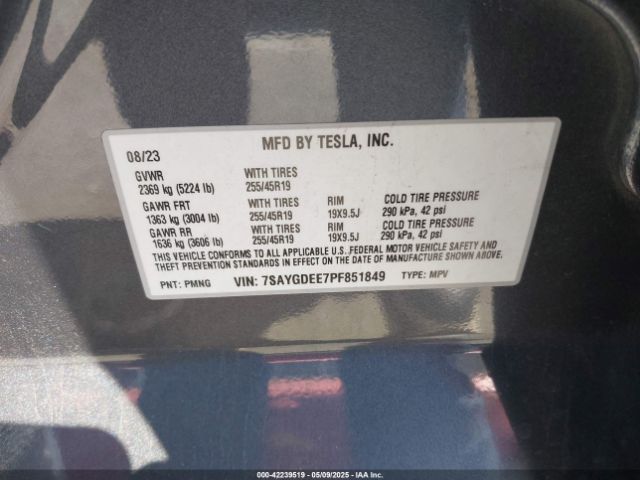 MFD BY TESLA, INC.
08/23
GVWR WITH TIRES
2369 kg (5224 lb) 255/45R19
GAWR FRT WITH TIRES RIM COLD TIRE PRESSURE
1363 kg (3004 lb) 255/45R19 19X9.5J 290 kPa, 42 psi
GAWR RR WITH TIRES RIM COLD TIRE PRESSURE
1636 kg (3606 lb) 255/45R19 19X9.5J 290 kPa, 42 psi
THIS VEHICLE CONFORMS TO ALL APPLICABLE U.S. FEDERAL MOTOR VEHICLE SAFETY AND
THEFT PREVENTION STANDARDS IN EFFECT ON THE DATE OF MANUFACTURE SHOWN ABOVE.
PNT: PMNG VIN: 7SAYGDEE7PF851849 TYPE: MPV
000-42239519 - 05/09/2025 - IAA Inc.